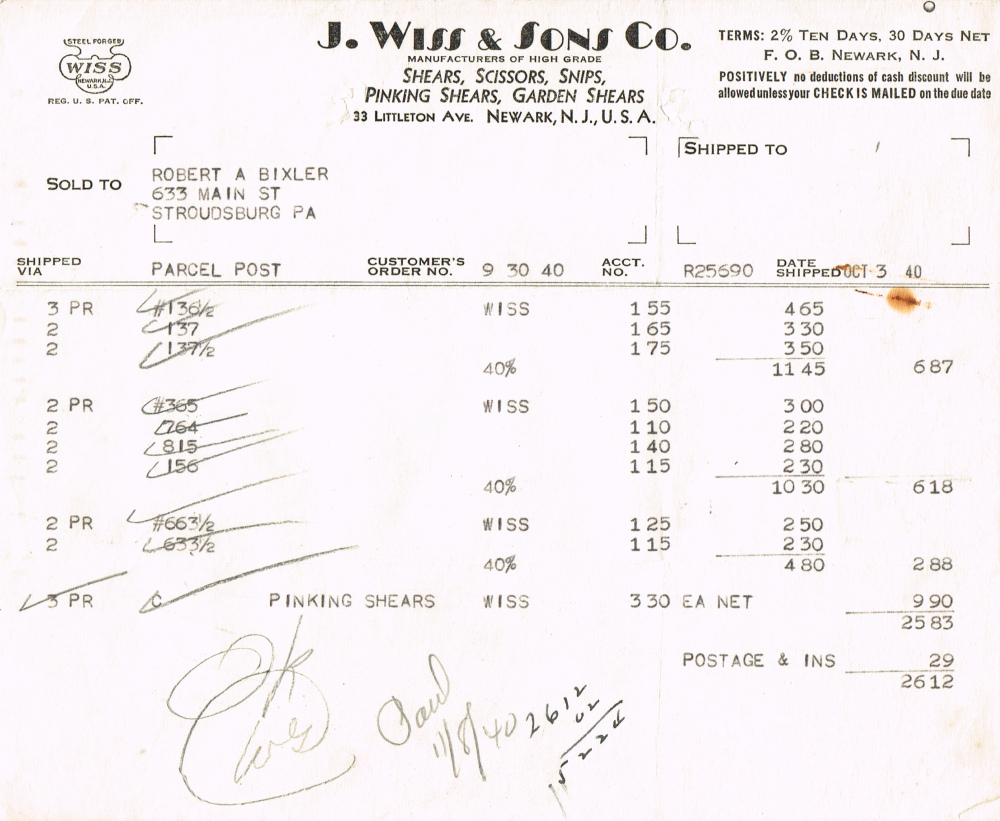 STEEL FORGED
WISS
NEWARK, N.J.
U.S.A.
REG. U. S. PAT. OFF.
J. WISS & SONS CO.
MANUFACTURERS OF HIGH GRADE
SHEARS, SCISSORS, SNIPS,
PINKING SHEARS, GARDEN SHEARS
33 LITTLETON AVE. NEWARK, N. J., U. S. A.
TERMS: 2% TEN DAYS, 30 DAYS NET
F. O. B. NEWARK, N. J.
POSITIVELY no deductions of cash discount will be
allowed unless your CHECK IS MAILED on the due date
SOLD TO
ROBERT A BIXLER
633 MAIN ST
STROUDSBURG PA
SHIPPED TO
SHIPPED VIA PARCEL POST CUSTOMER'S ORDER NO. 9 30 40 ACCT. NO. R25690 DATE SHIPPED OCT 3 40
3 PR #136½ WISS 1 55 4 65
2 137 1 65 3 30
2 137½ 1 75 3 50
40% 11 45 6 87
2 PR #365 WISS 1 50 3 00
2 764 1 10 2 20
2 815 1 40 2 80
2 156 1 15 2 30
40% 10 30 6 18
2 PR #663½ WISS 1 25 2 50
2 633½ 1 15 2 30
40% 4 80 2 88
3 PR C PINKING SHEARS WISS 3 30 EA NET 9 90
25 83
POSTAGE & INS 29
26 12
OK
Paid
11/8/40
2612
02
5224